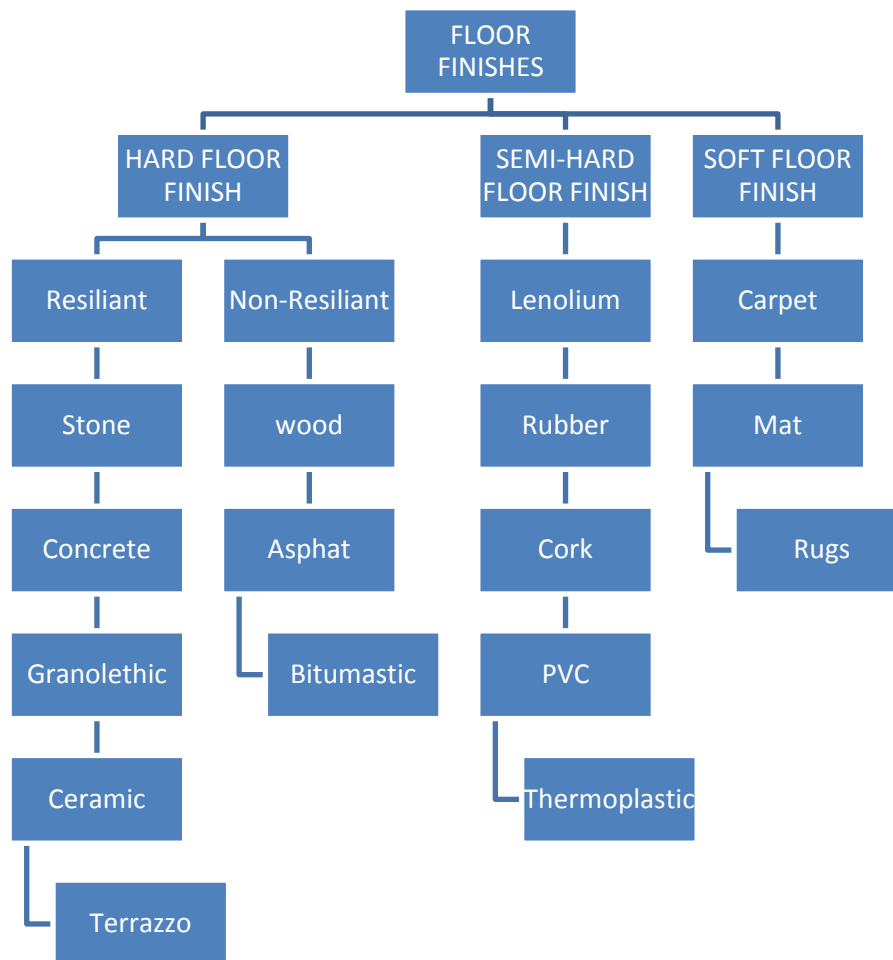 FLOOR
FINISHES
HARD FLOOR
FINISH
SEMI-HARD
FLOOR FINISH
SOFT FLOOR
FINISH
Resiliant
Non-Resiliant
Lenolium
Carpet
Stone
wood
Rubber
Mat
Concrete
Asphat
Cork
Rugs
Granolethic
Bitumastic
PVC
Ceramic
Thermoplastic
Terrazzo